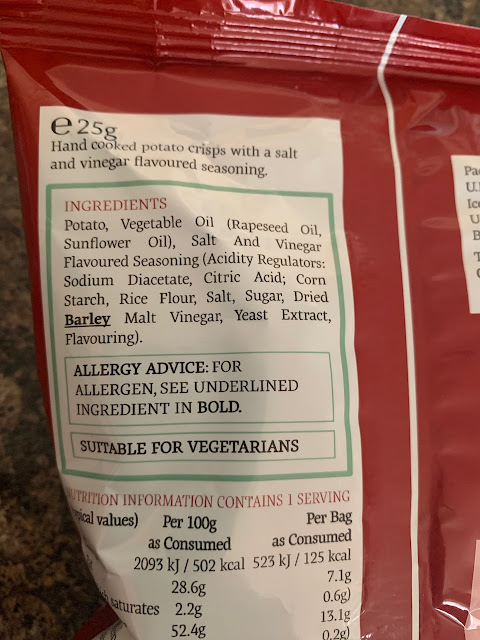 ℮ 25g
Hand cooked potato crisps with a salt
and vinegar flavoured seasoning.
INGREDIENTS
Potato, Vegetable Oil (Rapeseed Oil,
Sunflower Oil), Salt And Vinegar
Flavoured Seasoning (Acidity Regulators:
Sodium Diacetate, Citric Acid; Corn
Starch, Rice Flour, Salt, Sugar, Dried
Barley Malt Vinegar, Yeast Extract,
Flavouring).
ALLERGY ADVICE: FOR
ALLERGEN, SEE UNDERLINED
INGREDIENT IN BOLD.
SUITABLE FOR VEGETARIANS
NUTRITION INFORMATION CONTAINS 1 SERVING
values) Per 100g Per Bag
as Consumed as Consumed
2093 kJ / 502 kcal 523 kJ / 125 kcal
28.6g 7.1g
saturates 2.2g 0.6g)
52.4g 13.1g
0.2g)